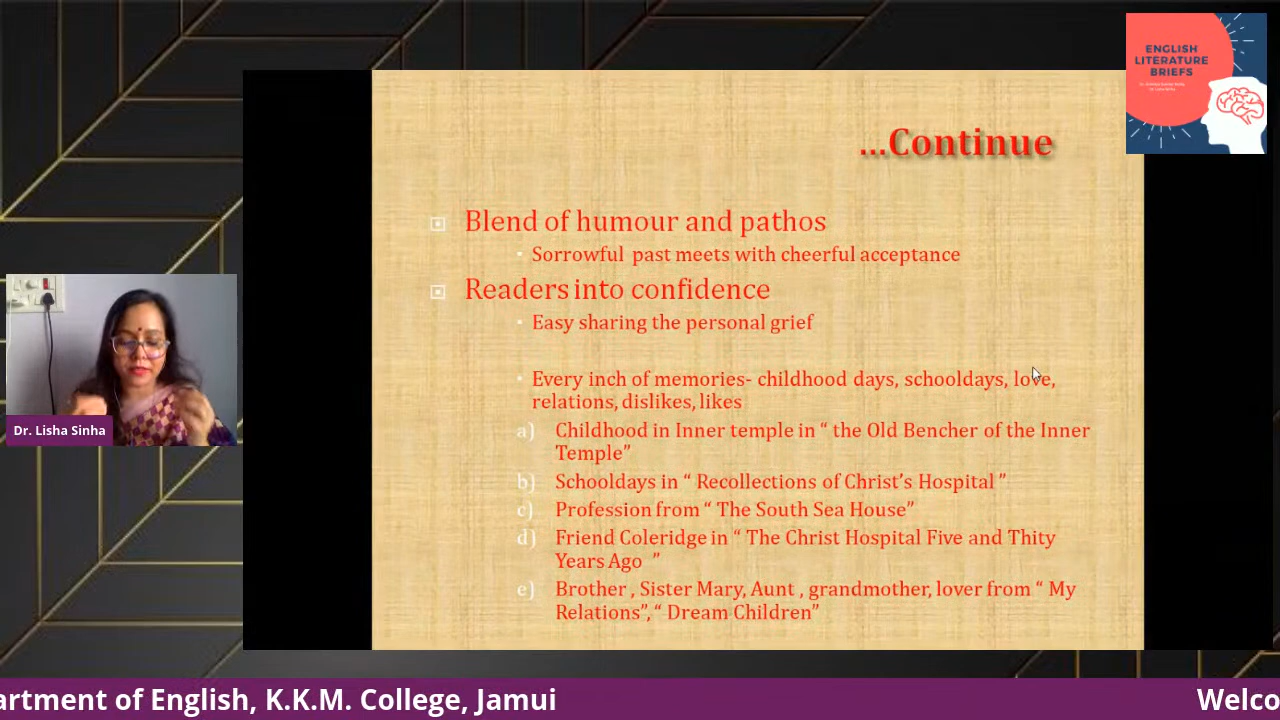 ENGLISH
LITERATURE
BRIEFS
...Continue
Blend of humour and pathos
Sorrowful past meets with cheerful acceptance
Readers into confidence
Easy sharing the personal grief
Every inch of memories- childhood days, schooldays, love,
relations, dislikes, likes
a) Childhood in Inner temple in “ the Old Bencher of the Inner
Temple”
b) Schooldays in “ Recollections of Christ’s Hospital ”
c) Profession from “ The South Sea House”
d) Friend Coleridge in “ The Christ Hospital Five and Thity
Years Ago ”
e) Brother , Sister Mary, Aunt , grandmother, lover from “ My
Relations”, “ Dream Children”
Dr. Lisha Sinha
artment of English, K.K.M. College, Jamui
Welco